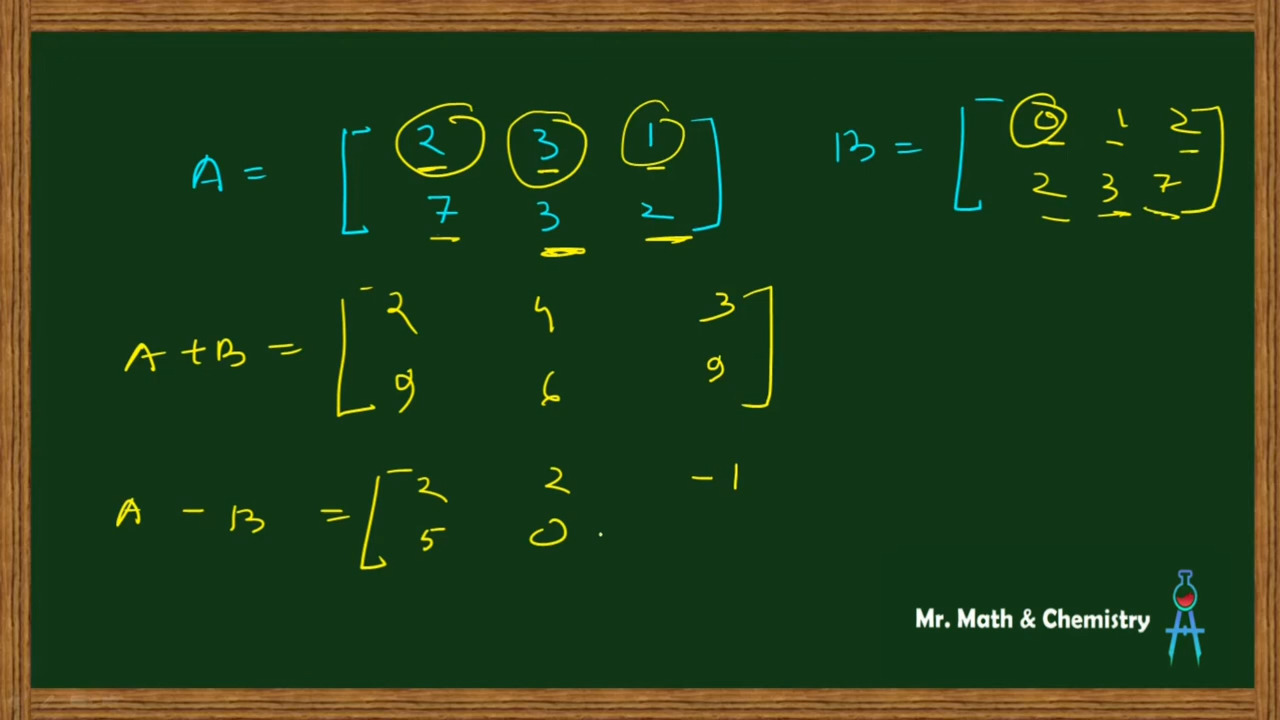 A = [ 2 3 1
7 3 2 ]
B = [ 0 1 2
2 3 7 ]
A + B = [ 2 4 3
9 6 9 ]
A - B = [ 2 2 -1
5 0 .
Mr. Math & Chemistry